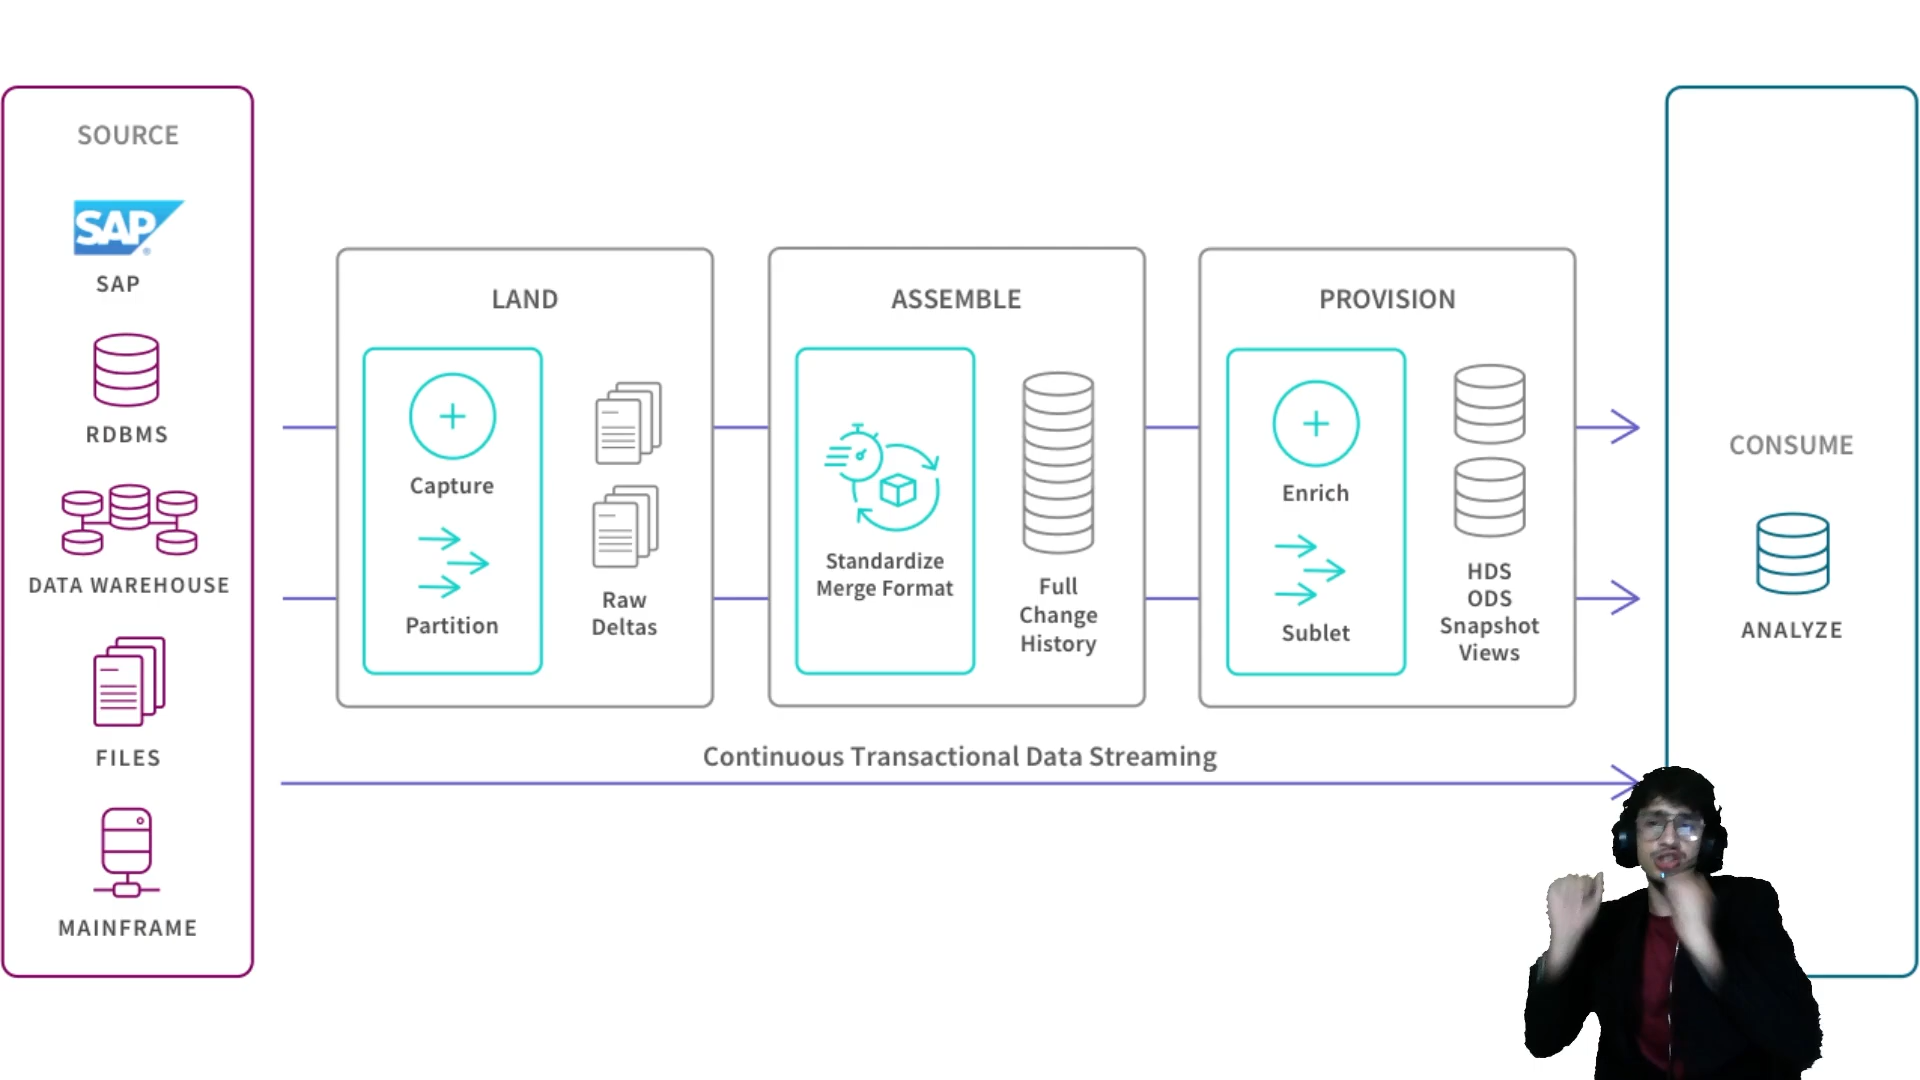 SOURCE
SAP
SAP
RDBMS
DATA WAREHOUSE
FILES
MAINFRAME
LAND
Capture
Partition
Raw
Deltas
ASSEMBLE
Standardize
Merge Format
Full
Change
History
PROVISION
Enrich
Sublet
HDS
ODS
Snapshot
Views
Continuous Transactional Data Streaming
CONSUME
ANALYZE